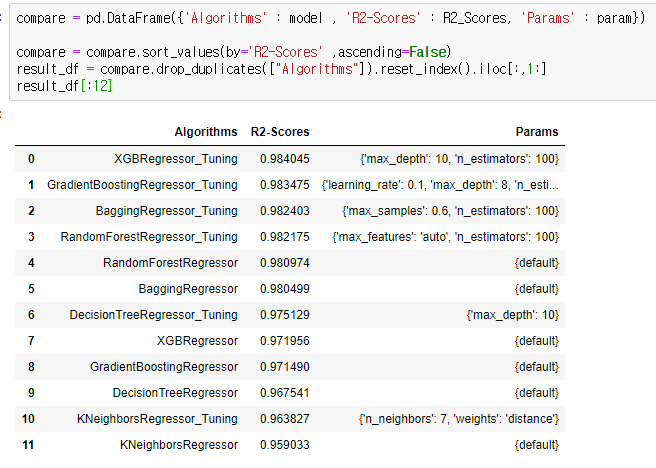 compare = pd.DataFrame({'Algorithms' : model , 'R2-Scores' : R2_Scores, 'Params' : param})
compare = compare.sort_values(by='R2-Scores' ,ascending=False)
result_df = compare.drop_duplicates(["Algorithms"]).reset_index().iloc[:,1:]
result_df[:12]
Algorithms R2-Scores Params
0 XGBRegressor_Tuning 0.984045 {'max_depth': 10, 'n_estimators': 100}
1 GradientBoostingRegressor_Tuning 0.983475 {'learning_rate': 0.1, 'max_depth': 8, 'n_esti...
2 BaggingRegressor_Tuning 0.982403 {'max_samples': 0.6, 'n_estimators': 100}
3 RandomForestRegressor_Tuning 0.982175 {'max_features': 'auto', 'n_estimators': 100}
4 RandomForestRegressor 0.980974 {default}
5 BaggingRegressor 0.980499 {default}
6 DecisionTreeRegressor_Tuning 0.975129 {'max_depth': 10}
7 XGBRegressor 0.971956 {default}
8 GradientBoostingRegressor 0.971490 {default}
9 DecisionTreeRegressor 0.967541 {default}
10 KNeighborsRegressor_Tuning 0.963827 {'n_neighbors': 7, 'weights': 'distance'}
11 KNeighborsRegressor 0.959033 {default}